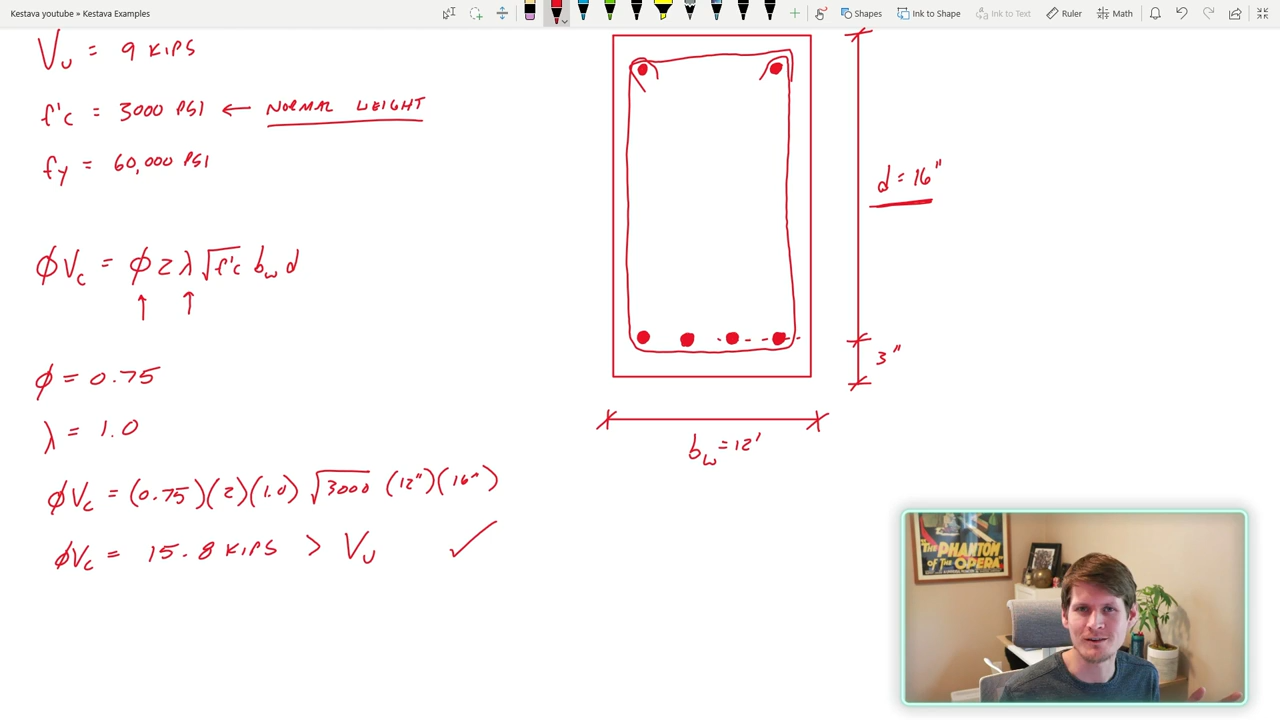 Kestava youtube » Kestava Examples
Shapes
Ink to Shape
Ink to Text
Ruler
Math
Vu = 9 KIPS
f'c = 3000 PSI ← NORMAL WEIGHT
fy = 60,000 PSI
ϕVc = ϕ2λ√f'c bw d
ϕ = 0.75
λ = 1.0
ϕVc = (0.75)(2)(1.0) √3000 (12")(16")
ϕVc = 15.8 KIPS > Vu ✓
d = 16"
3"
bw = 12'
"THE PHANTOM
OF THE OPERA"